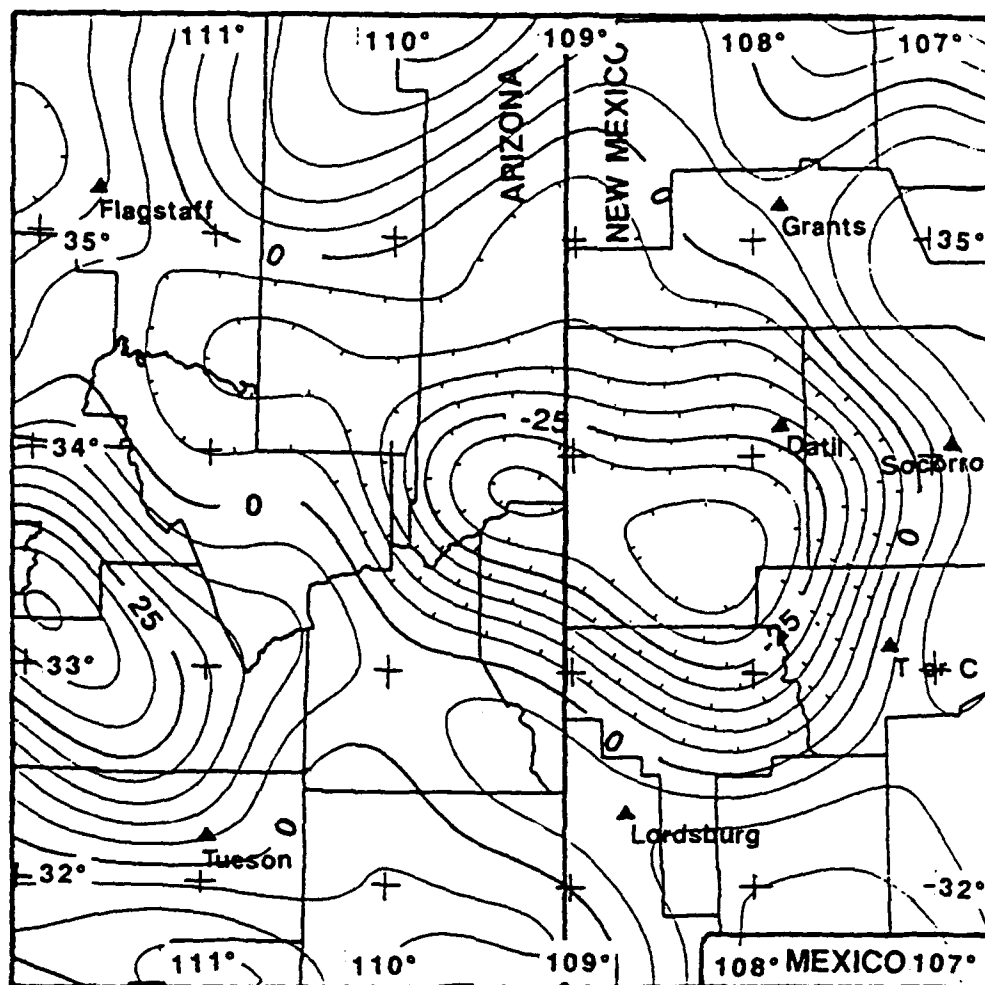 111° 110° 109° 108° 107°
ARIZONA
NEW MEXICO
Flagstaff
0
Grants
35°
0
35°
-25
Datil
34°
Socorro
0
0
25
-25
33°
T or C
0
Lordsburg
0
Tueson
32°
-32°
111° 110° 109° 108° MEXICO 107°